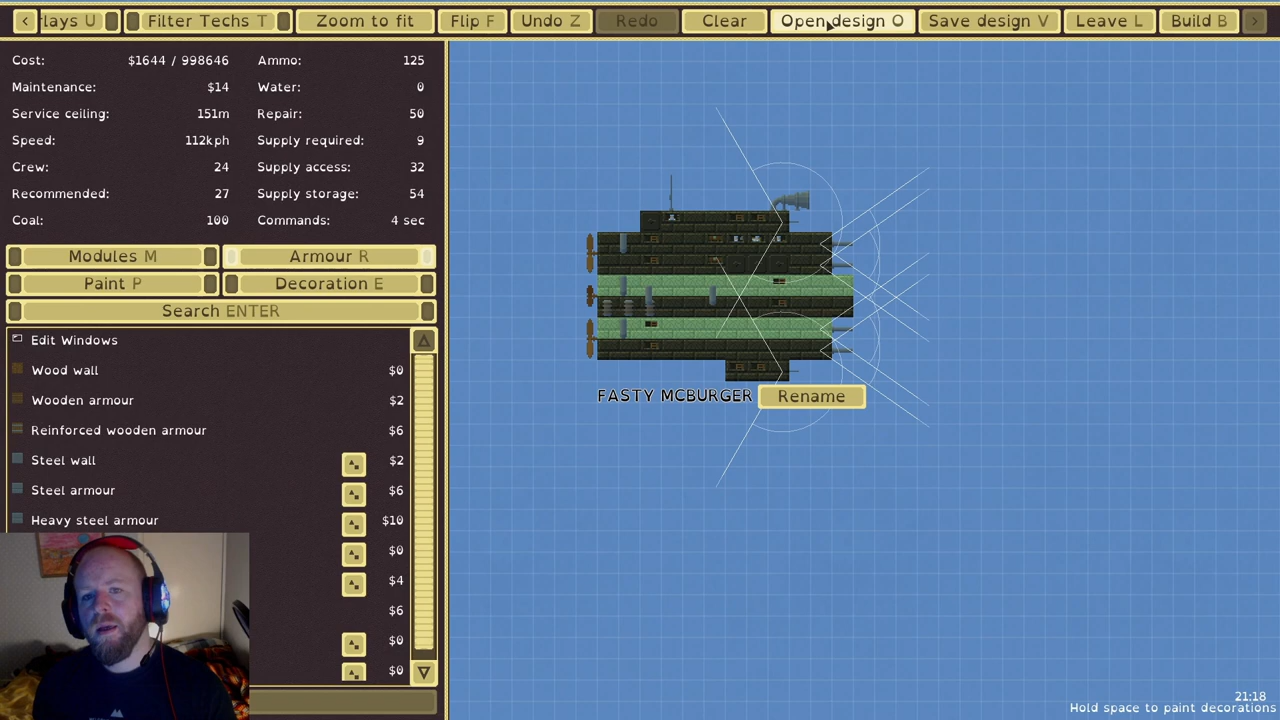 < rlays U Filter Techs T Zoom to fit Flip F Undo Z Redo Clear Open design O Save design V Leave L Build B >
Cost: $1644 / 998646 Ammo: 125
Maintenance: $14 Water: 0
Service ceiling: 151m Repair: 50
Speed: 112kph Supply required: 9
Crew: 24 Supply access: 32
Recommended: 27 Supply storage: 54
Coal: 100 Commands: 4 sec
Modules M Armour R
Paint P Decoration E
Search ENTER
Edit Windows
Wood wall $0
Wooden armour $2
Reinforced wooden armour $6
Steel wall $2
Steel armour $6
Heavy steel armour $10
$0
$4
$6
$0
$0
FASTY MCBURGER Rename
21:18
Hold space to paint decorations